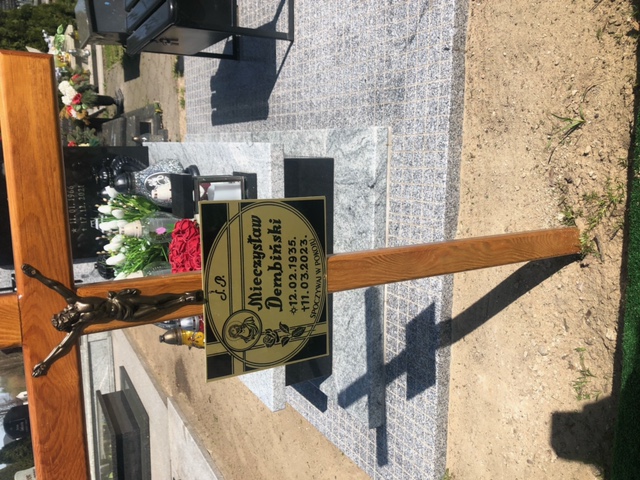 Ś. P.
Mieczysław
Dembiński
✡12.02.1935.
†11.03.2023.
SPOCZYWAJ W POKOJU